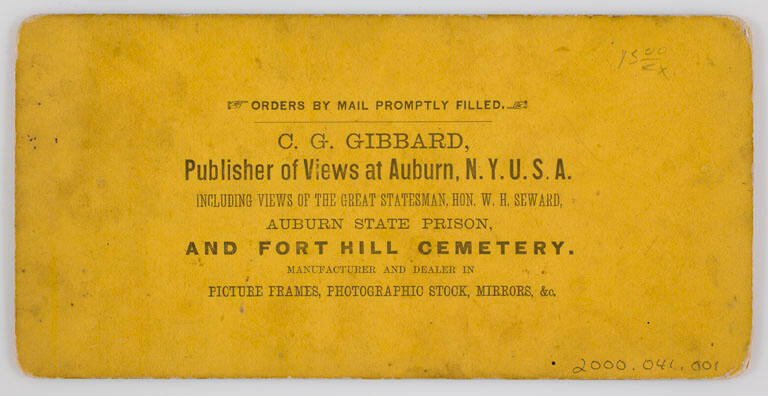 15 00
ORDERS BY MAIL PROMPTLY FILLED.
C. G. GIBBARD,
Publisher of Views at Auburn, N.Y. U. S. A.
INCLUDING VIEWS OF THE GREAT STATESMAN, HON. W. H. SEWARD,
AUBURN STATE PRISON,
AND FORT HILL CEMETERY.
MANUFACTURER AND DEALER IN
PICTURE FRAMES, PHOTOGRAPHIC STOCK, MIRRORS, &c.
2000.041.001